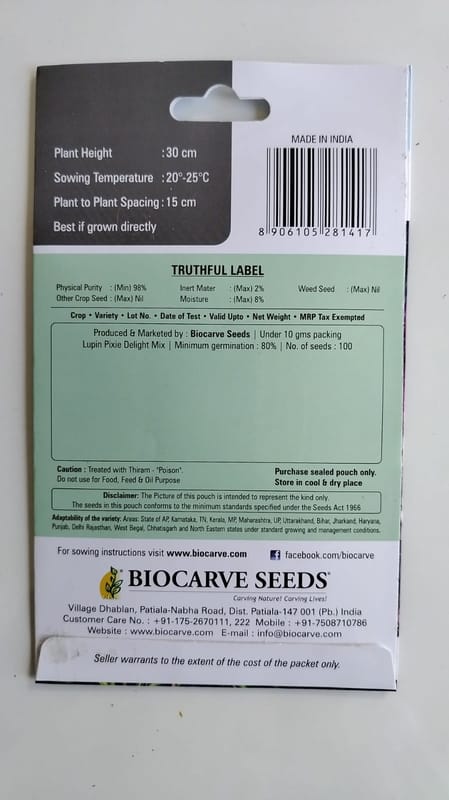 MADE IN INDIA
Plant Height : 30 cm
Sowing Temperature : 20°-25°C
Plant to Plant Spacing : 15 cm
Best if grown directly
8 906105 281417
TRUTHFUL LABEL
Physical Purity : (Min) 98% Inert Mater : (Max) 2% Weed Seed : (Max) Nil
Other Crop Seed : (Max) Nil Moisture : (Max) 8%
Crop • Variety • Lot No. • Date of Test • Valid Upto • Net Weight • MRP Tax Exempted
Produced & Marketed by : Biocarve Seeds | Under 10 gms packing
Lupin Pixie Delight Mix | Minimum germination : 80% | No. of seeds : 100
Caution : Treated with Thiram - "Poison".
Do not use for Food, Feed & Oil Purpose
Purchase sealed pouch only.
Store in cool & dry place
Disclaimer: The Picture of this pouch is intended to represent the kind only.
The seeds in this pouch conforms to the minimum standards specified under the Seeds Act 1966
Adaptability of the variety: Areas: State of AP, Karnataka, TN, Kerala, MP, Maharashtra, UP, Uttarakhand, Bihar, Jharkand, Haryana,
Punjab, Delhi Rajasthan, West Begal, Chhatisgarh and North Eastern states under standard growing and management conditions.
For sowing instructions visit www.biocarve.com f facebook.com/biocarve
BIOCARVE SEEDS®
Carving Nature! Carving Lives!
Village Dhablan, Patiala-Nabha Road, Dist. Patiala-147 001 (Pb.) India
Customer Care No. : +91-175-2670111, 222 Mobile : +91-7508710786
Website : www.biocarve.com E-mail : info@biocarve.com
Seller warrants to the extent of the cost of the packet only.